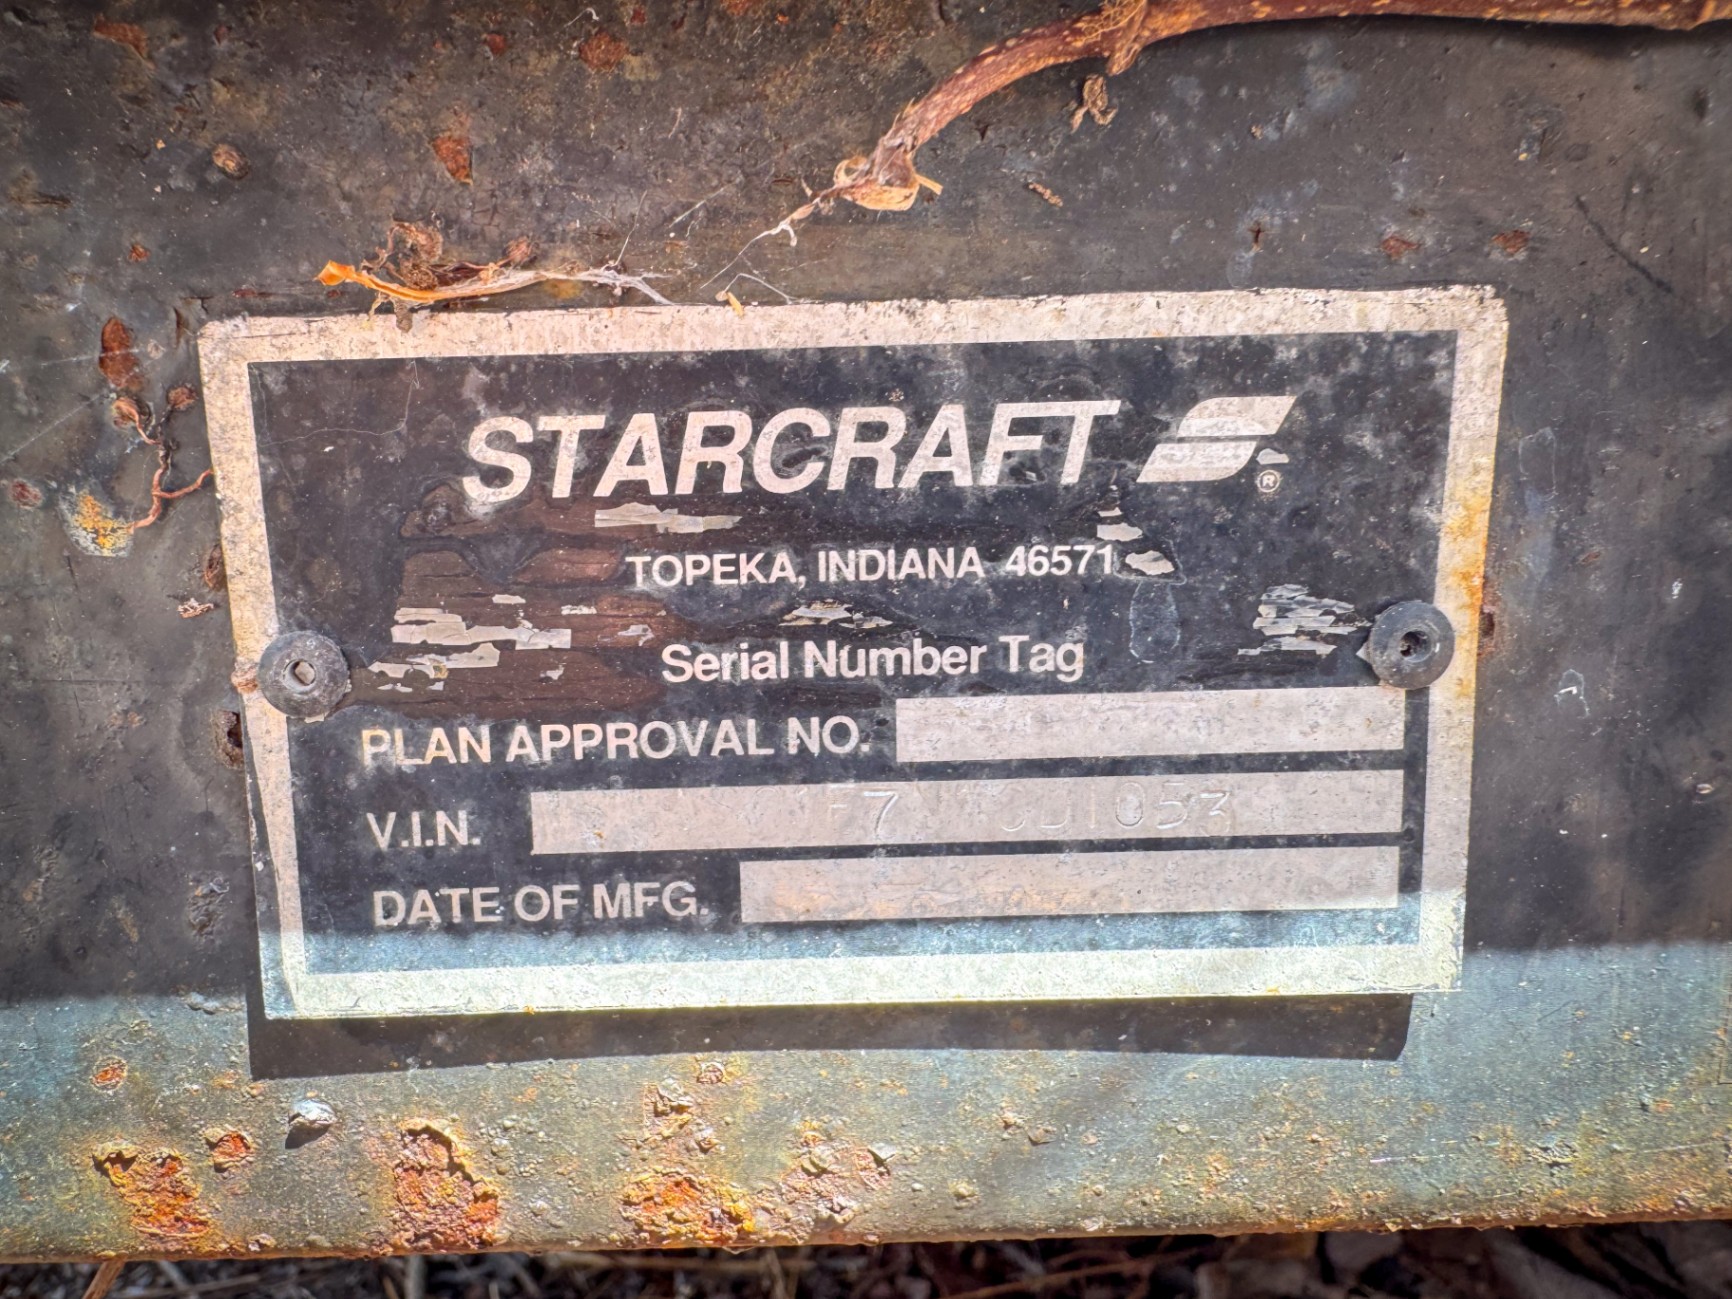 STARCRAFT
®
TOPEKA, INDIANA 46571
Serial Number Tag
PLAN APPROVAL NO.
V.I.N.
DATE OF MFG.